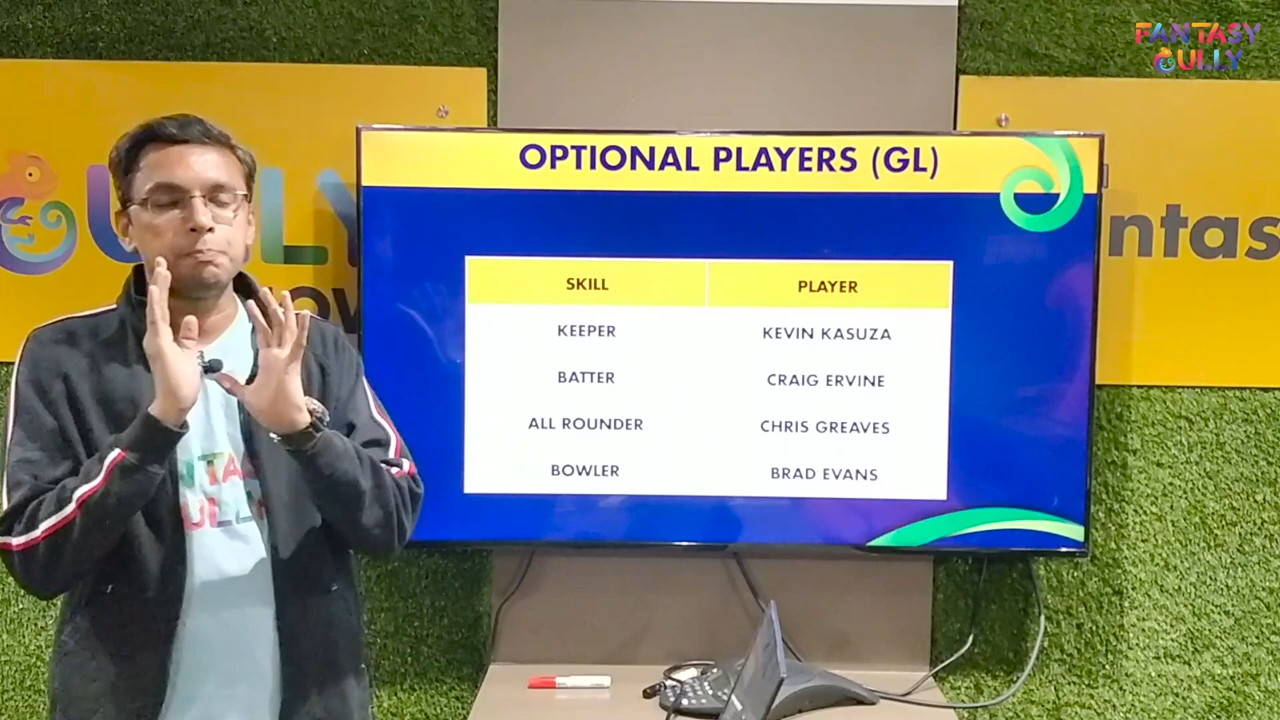 FANTASY
GULLY
OPTIONAL PLAYERS (GL)
SKILL PLAYER
KEEPER KEVIN KASUZA
BATTER CRAIG ERVINE
ALL ROUNDER CHRIS GREAVES
BOWLER BRAD EVANS
GULLY
ntas